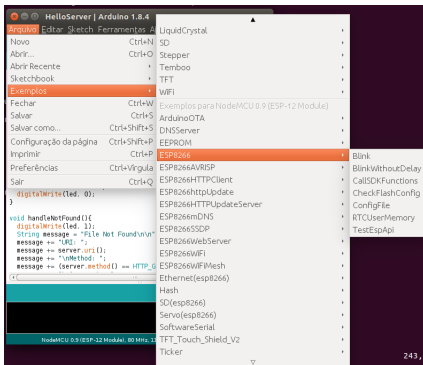 HelloServer | Arduino 1.8.4
Arquivo Editar Sketch Ferramentas A
Novo Ctrl+N
Abrir... Ctrl+O
Abrir Recente
Sketchbook
Exemplos
Fechar Ctrl+W
Salvar Ctrl+S
Salvar como... Ctrl+Shift+S
Configuração da página Ctrl+Shift+P
Imprimir Ctrl+P
Preferências Ctrl+Vírgula
Sair Ctrl+Q
digitalWrite(led, 0);
}
void handleNotFound(){
digitalWrite(led, 1);
String message = "File Not Found\n\n"
message += "URI: ";
message += server.uri();
message += "\nMethod: ";
message += (server.method() == HTTP_G
NodeMCU 0.9 (ESP-12 Module), 80 MHz, 11
LiquidCrystal
SD
Stepper
Temboo
TFT
WiFi
Exemplos para NodeMCU 0.9 (ESP-12 Module)
ArduinoOTA
DNSServer
EEPROM
ESP8266
ESP8266AVRISP
ESP8266HTTPClient
ESP8266httpUpdate
ESP8266HTTPUpdateServer
ESP8266mDNS
ESP8266SSDP
ESP8266WebServer
ESP8266WiFi
ESP8266WiFiMesh
Ethernet(esp8266)
Hash
SD(esp8266)
Servo(esp8266)
SoftwareSerial
TFT_Touch_Shield_V2
Ticker
Blink
BlinkWithoutDelay
CallSDKFunctions
CheckFlashConfig
ConfigFile
RTCUserMemory
TestEspApi
243,